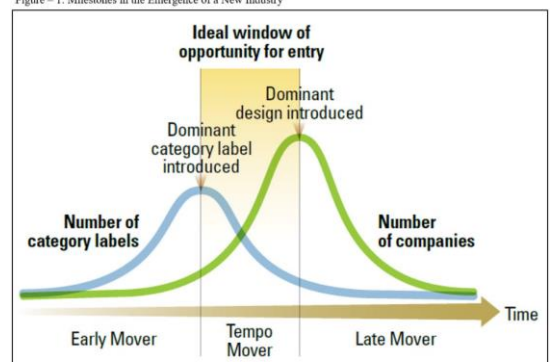 Figure – 1: Milestones in the Emergence of a New Industry
Ideal window of
opportunity for entry
Dominant
design introduced
Dominant
category label
introduced
Number of
category labels
Number
of companies
Time
Early Mover
Tempo
Mover
Late Mover